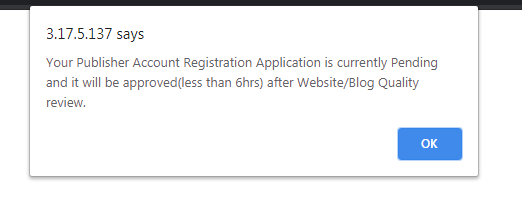 3.17.5.137 says
Your Publisher Account Registration Application is currently Pending
and it will be approved(less than 6hrs) after Website/Blog Quality
review.
OK